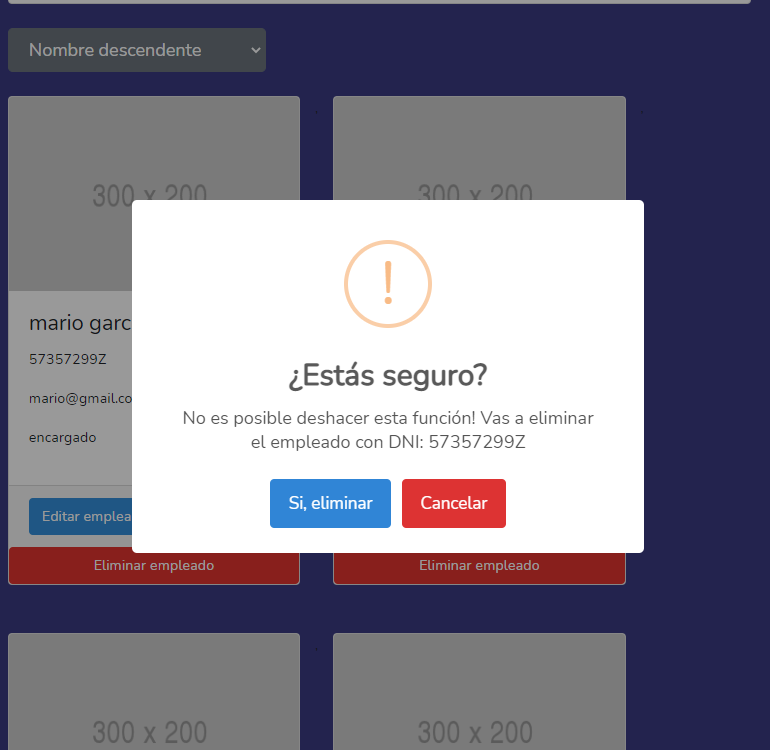 Nombre descendente
300 x 200
300 x 200
!
¿Estás seguro?
No es posible deshacer esta función! Vas a eliminar
el empleado con DNI: 57357299Z
Si, eliminar
Cancelar
mario garc
57357299Z
mario@gmail.co
encargado
Editar emplea
Eliminar empleado
Eliminar empleado
300 x 200
300 x 200